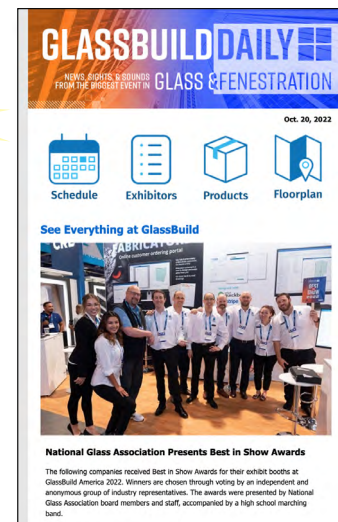 GLASSBUILD DAILY
NEWS, SIGHTS, & SOUNDS
FROM THE BIGGEST EVENT IN
GLASS & FENESTRATION
Oct. 20, 2022
Schedule
Exhibitors
Products
Floorplan
See Everything at GlassBuild
FABRICATOR
Online customer ordering portal
BEST
National Glass Association Presents Best in Show Awards
The following companies received Best in Show Awards for their exhibit booths at
GlassBuild America 2022. Winners are chosen through voting by an independent and
anonymous group of industry representatives. The awards were presented by National
Glass Association board members and staff, accompanied by a high school marching
band.